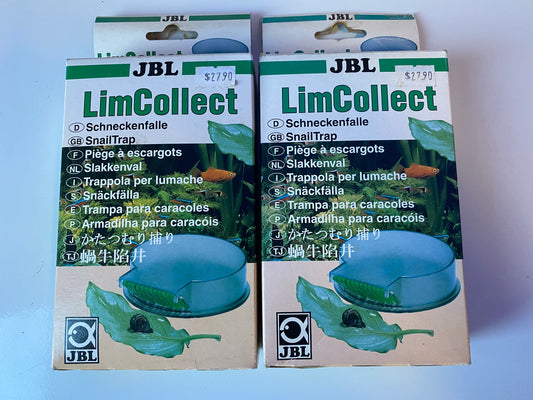 LimCollect
JBL
$27.90
LimCollect
D Schneckenfalle
GB SnailTrap
F Piège à escargots
NL Slakkenval
I Trappola per lumache
S Snäckfälla
E Trampa para caracoles
P Armadilha para caracóis
J かたつむり捕り
TJ 蝸牛陷井
JBL
LimCollect
JBL
$27.90
LimCollect
D Schneckenfalle
GB SnailTrap
F Piège à escargots
NL Slakkenval
I Trappola per lumache
S Snäckfälla
E Trampa para caracoles
P Armadilha para caracóis
J かたつむり捕り
TJ 蝸牛陷井
JBL